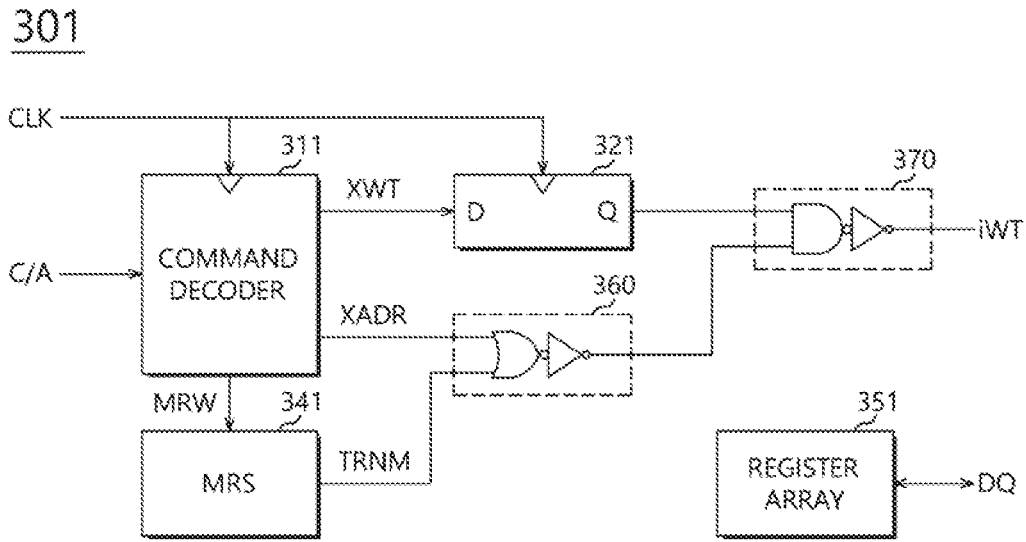 301
CLK
311
321
370
XWT
D
Q
iWT
C/A
COMMAND
DECODER
360
XADR
MRW
341
351
TRNM
MRS
REGISTER
ARRAY
DQ